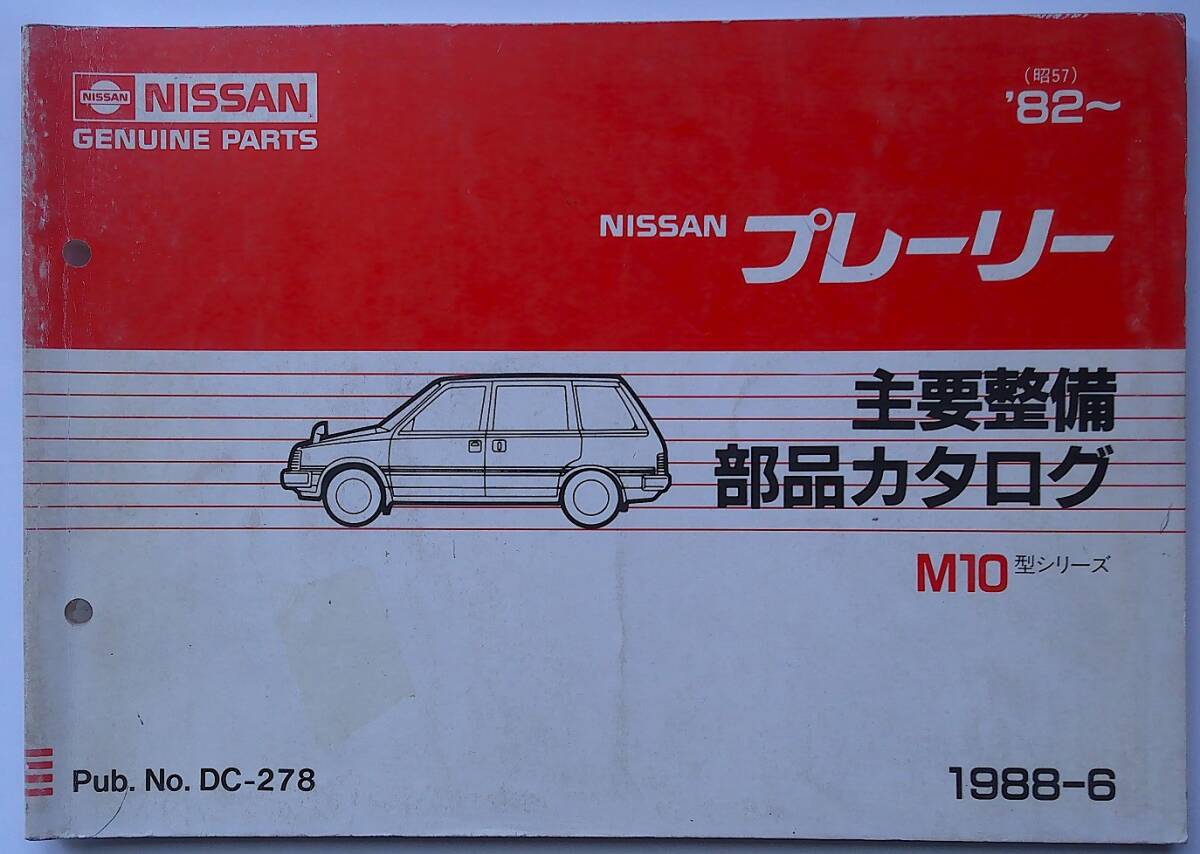 NISSAN NISSAN
GENUINE PARTS
(昭57)
'82～
NISSAN プレーリー
主要整備
部品カタログ
M10 型シリーズ
Pub. No. DC-278
1988-6